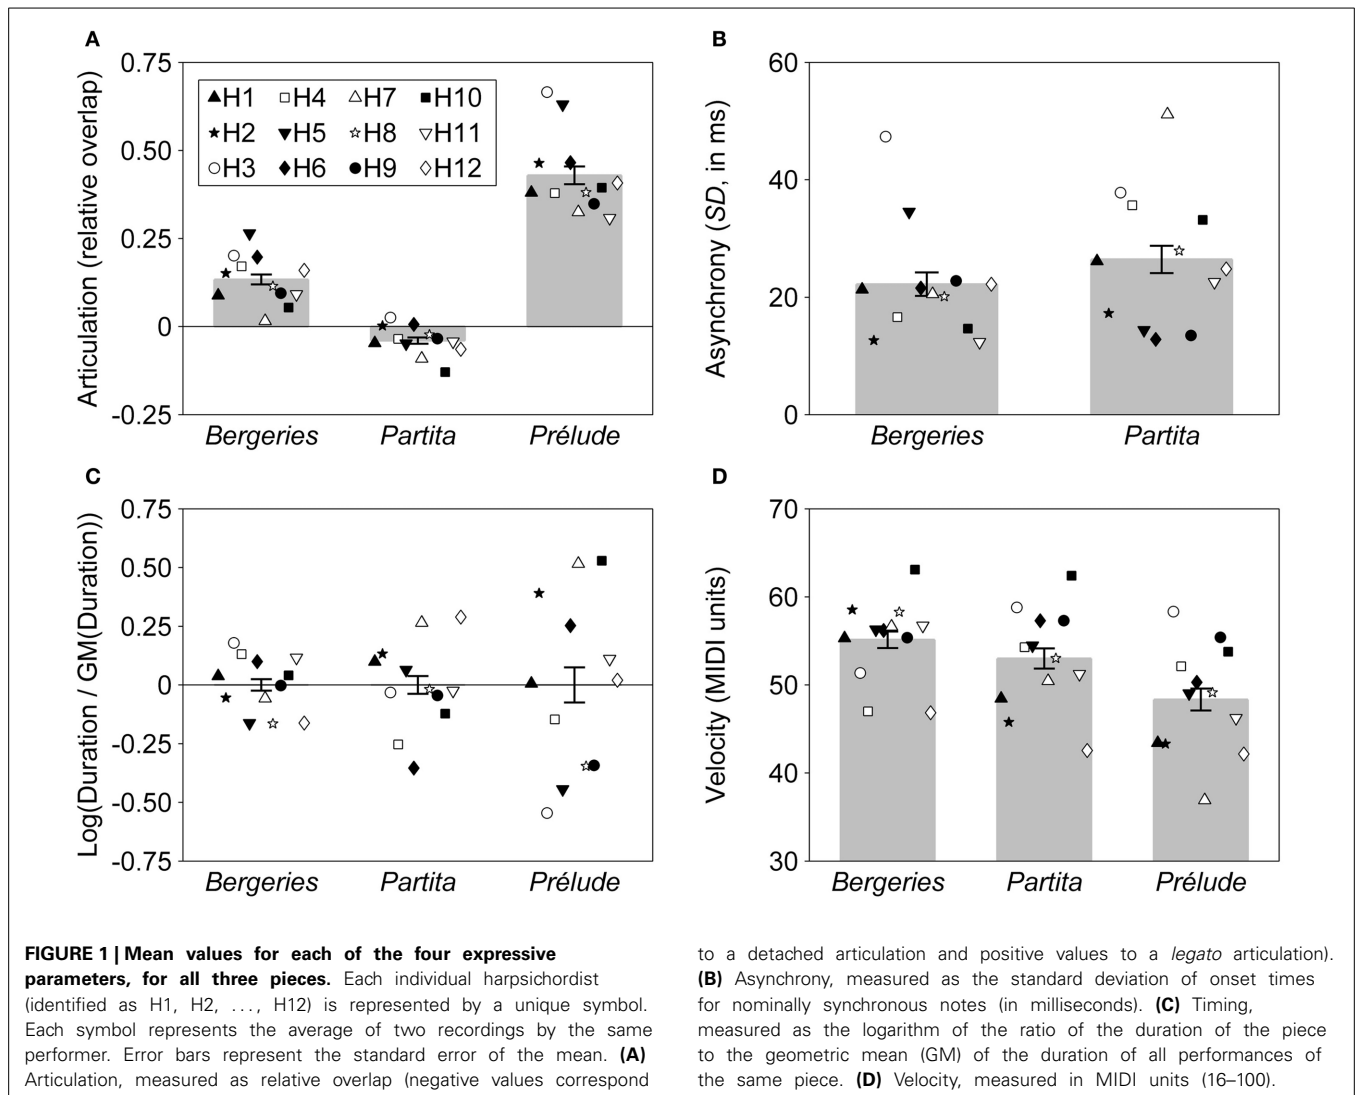 A
Articulation (relative overlap)
0.75
0.50
0.25
0
-0.25
H1 H4 H7 H10
H2 H5 H8 H11
H3 H6 H9 H12
Bergeries Partita Prélude
B
Asynchrony (SD, in ms)
60
40
20
0
Bergeries Partita
C
Log(Duration / GM(Duration))
0.75
0.50
0.25
0
-0.25
-0.50
-0.75
Bergeries Partita Prélude
D
Velocity (MIDI units)
70
60
50
40
30
Bergeries Partita Prélude
FIGURE 1 | Mean values for each of the four expressive
parameters, for all three pieces. Each individual harpsichordist
(identified as H1, H2, ..., H12) is represented by a unique symbol.
Each symbol represents the average of two recordings by the same
performer. Error bars represent the standard error of the mean. (A)
Articulation, measured as relative overlap (negative values correspond
to a detached articulation and positive values to a legato articulation).
(B) Asynchrony, measured as the standard deviation of onset times
for nominally synchronous notes (in milliseconds). (C) Timing,
measured as the logarithm of the ratio of the duration of the piece
to the geometric mean (GM) of the duration of all performances of
the same piece. (D) Velocity, measured in MIDI units (16–100).